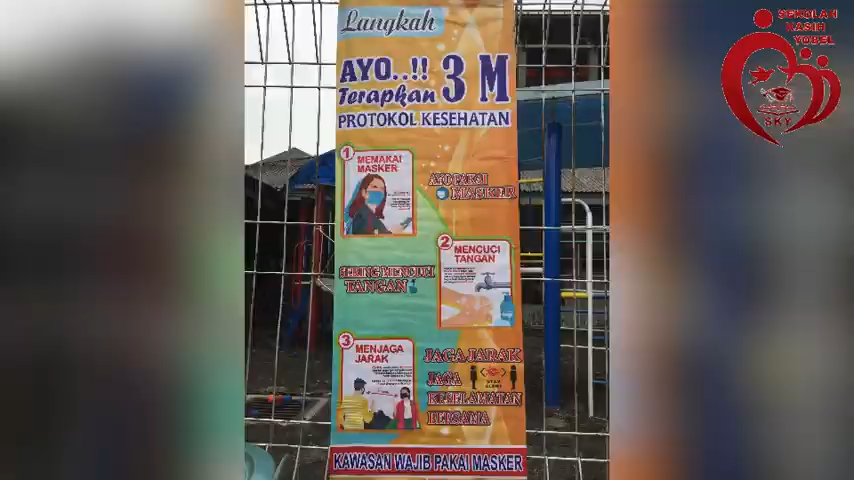 Langkah
AYO..!! 3 M
Terapkan
PROTOKOL KESEHATAN
1
MEMAKAI
MASKER
AYO PAKAI
MASKER
2
MENCUCI
TANGAN
SERING MENCUCI
TANGAN
3
MENJAGA
JARAK
JAGA JARAK
JAGA
KESELAMATAN
BERSAMA
KAWASAN WAJIB PAKAI MASKER
SEKOLAH
KASIH
YOBEL
SKY